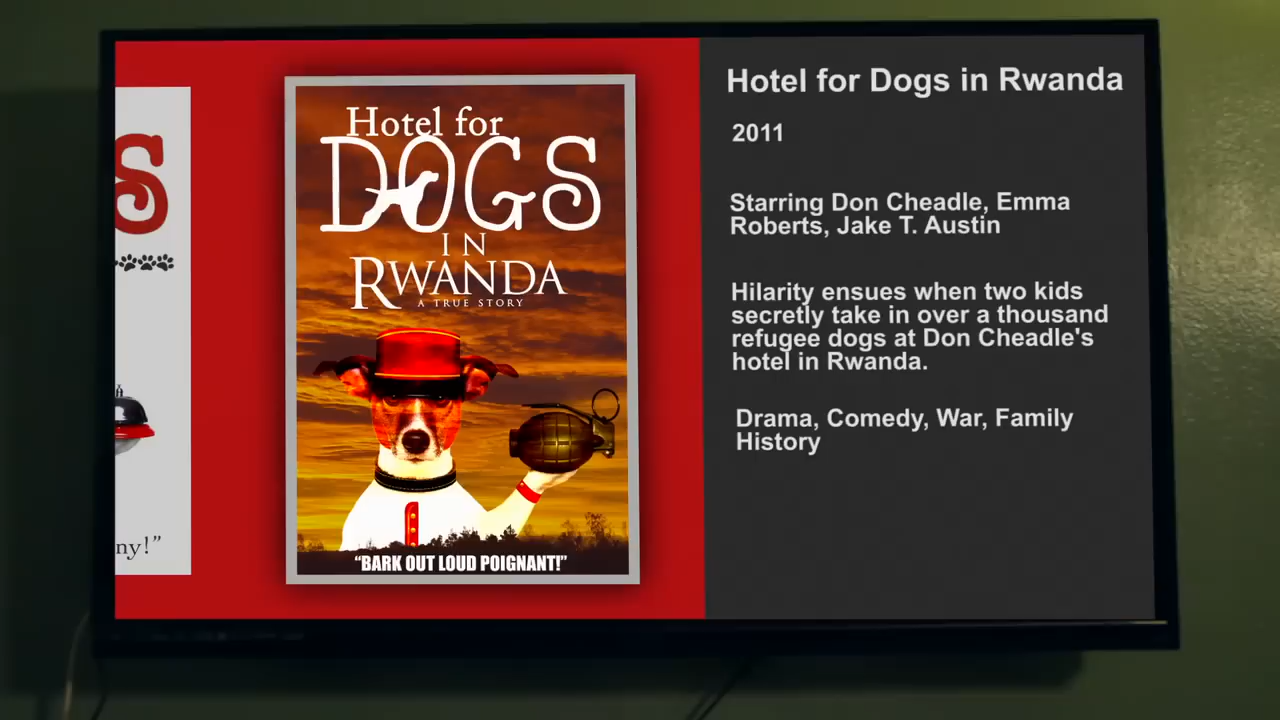 S
ny!”
Hotel for
DOGS
IN
RWANDA
A TRUE STORY
“BARK OUT LOUD POIGNANT!”
Hotel for Dogs in Rwanda
2011
Starring Don Cheadle, Emma
Roberts, Jake T. Austin
Hilarity ensues when two kids
secretly take in over a thousand
refugee dogs at Don Cheadle's
hotel in Rwanda.
Drama, Comedy, War, Family
History